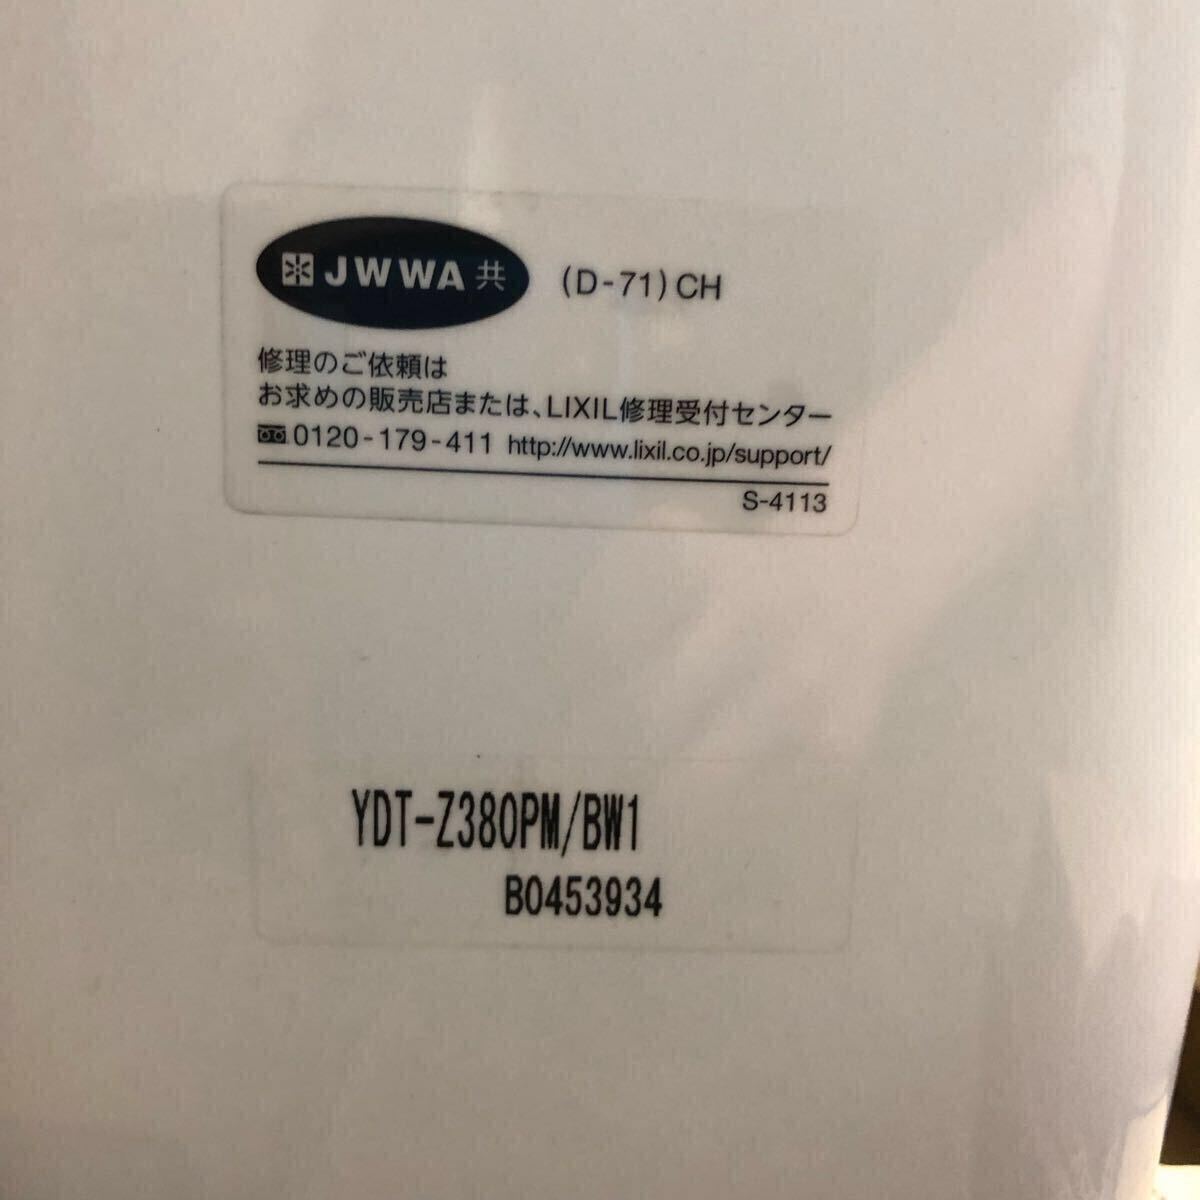 JWWA 共 (D-71) CH
修理のご依頼は
お求めの販売店または、LIXIL修理受付センター
0120-179-411 http://www.lixil.co.jp/support/
S-4113
YDT-Z380PM/BW1
B0453934